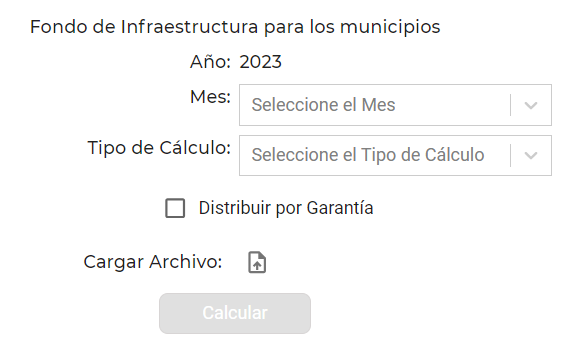 Fondo de Infraestructura para los municipios
Año: 2023
Mes: Seleccione el Mes
Tipo de Cálculo: Seleccione el Tipo de Cálculo
Distribuir por Garantía
Cargar Archivo:
Calcular